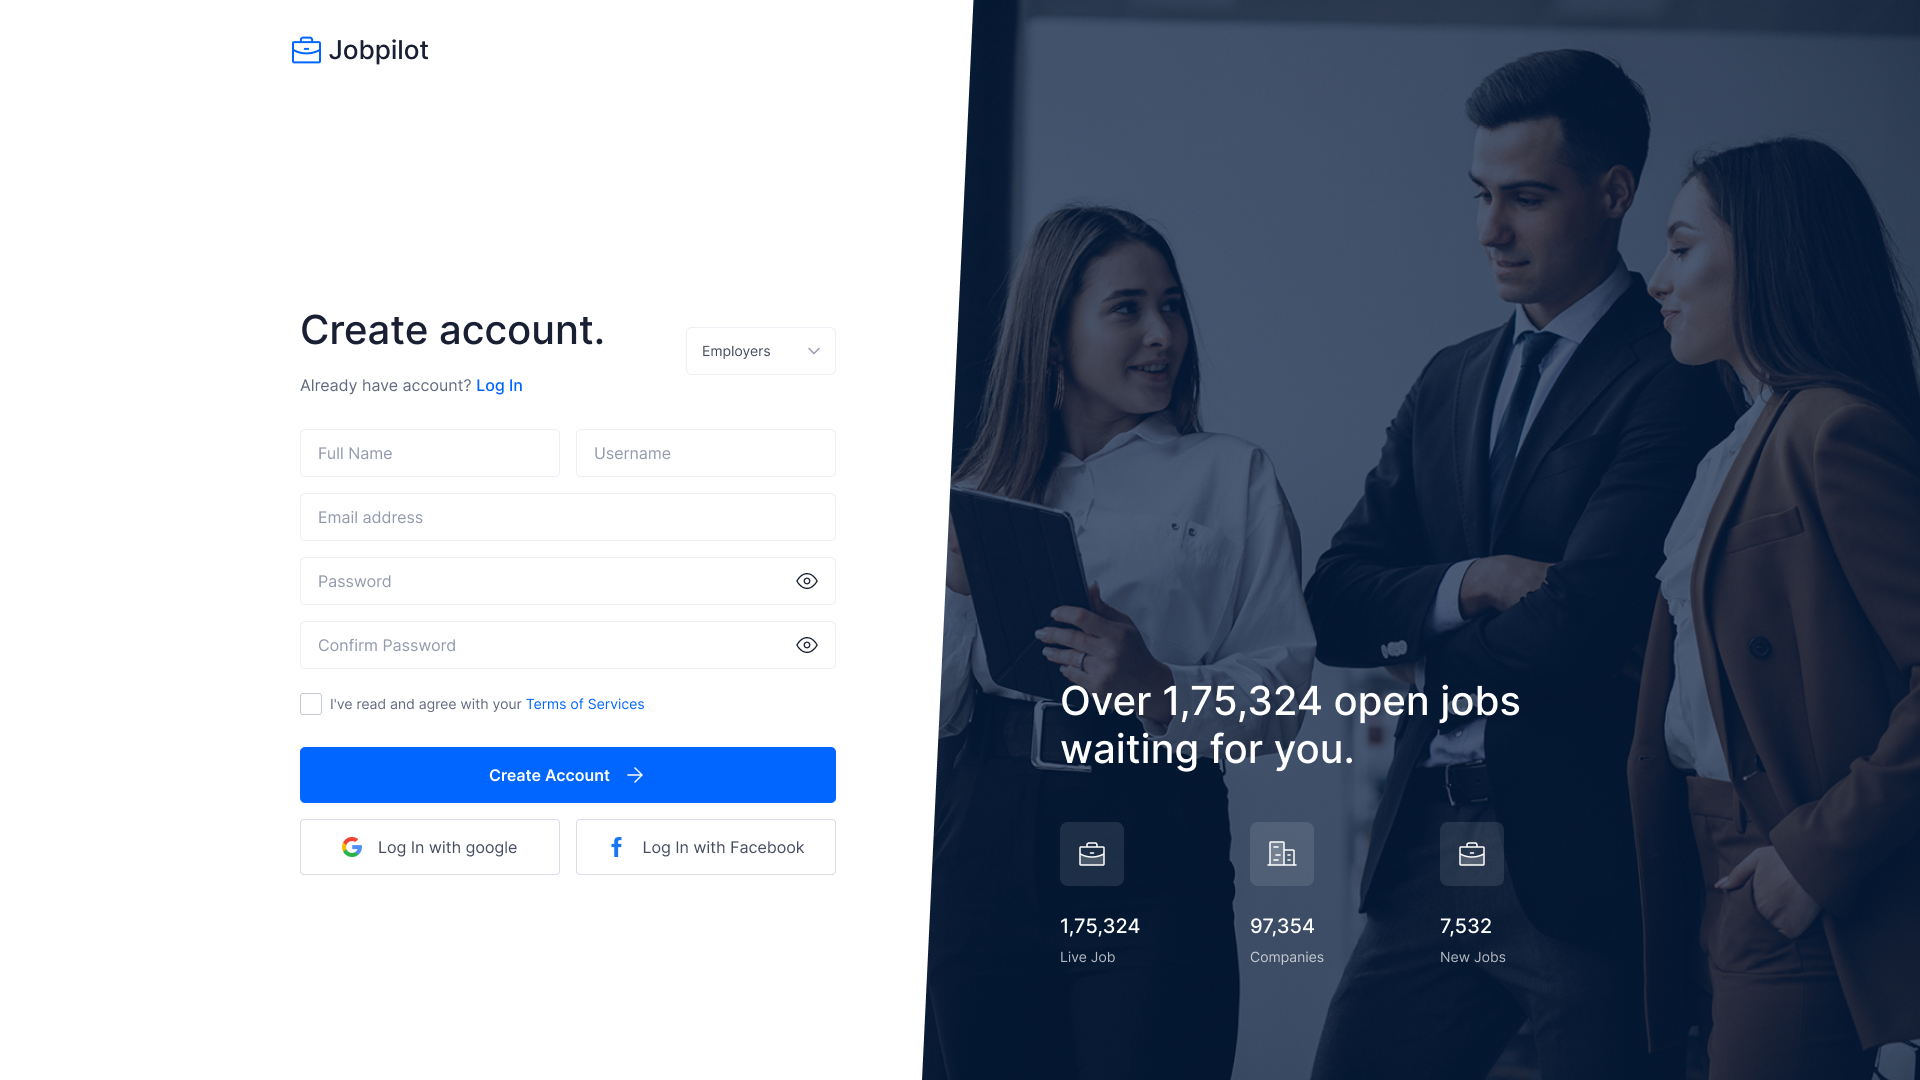 Jobpilot
Create account.
Employers
Already have account? Log In
Full Name
Username
Email address
Password
Confirm Password
I've read and agree with your Terms of Services
Create Account
Log In with google
Log In with Facebook
Over 1,75,324 open jobs
waiting for you.
1,75,324
Live Job
97,354
Companies
7,532
New Jobs